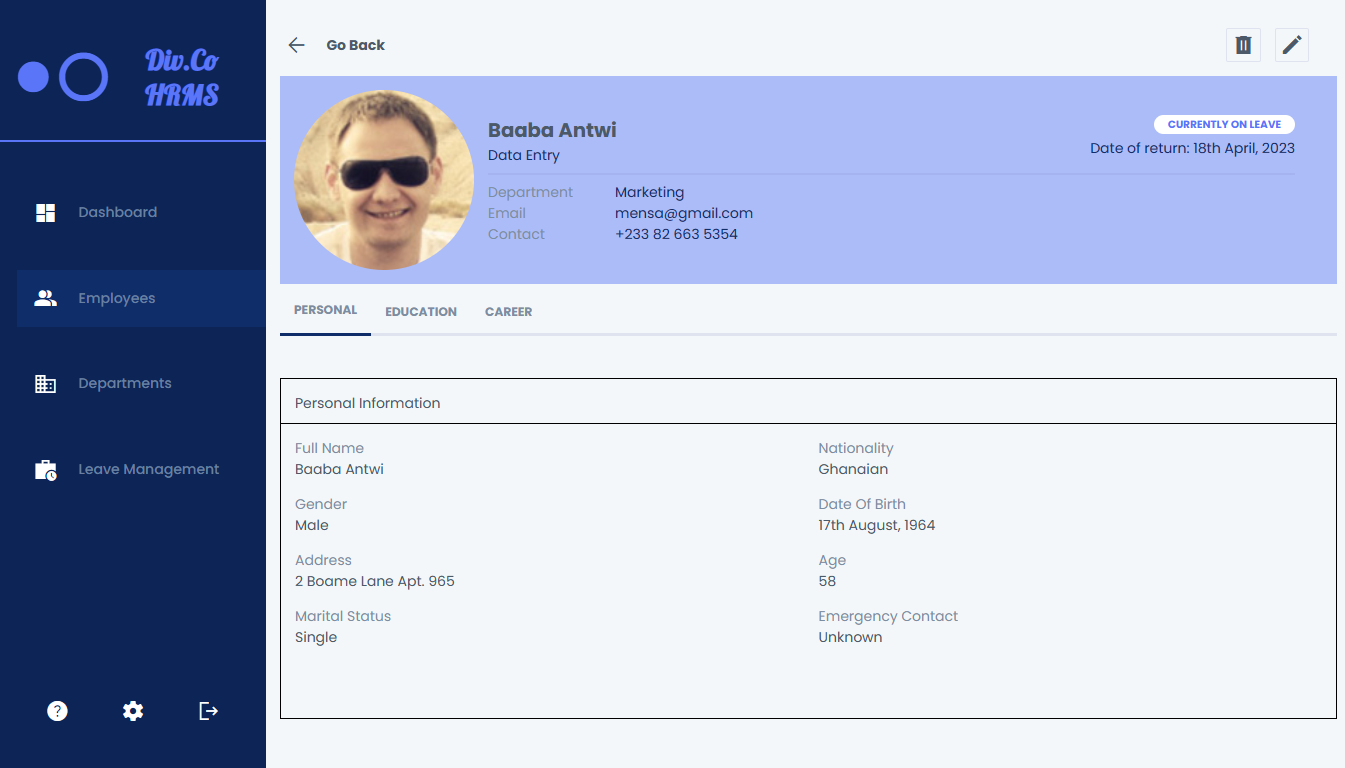 Div.Co
HRMS
Dashboard
Employees
Departments
Leave Management
Go Back
Baaba Antwi
Data Entry
CURRENTLY ON LEAVE
Date of return: 18th April, 2023
Department Marketing
Email mensa@gmail.com
Contact +233 82 663 5354
PERSONAL EDUCATION CAREER
Personal Information
Full Name
Baaba Antwi
Nationality
Ghanaian
Gender
Male
Date Of Birth
17th August, 1964
Address
2 Boame Lane Apt. 965
Age
58
Marital Status
Single
Emergency Contact
Unknown